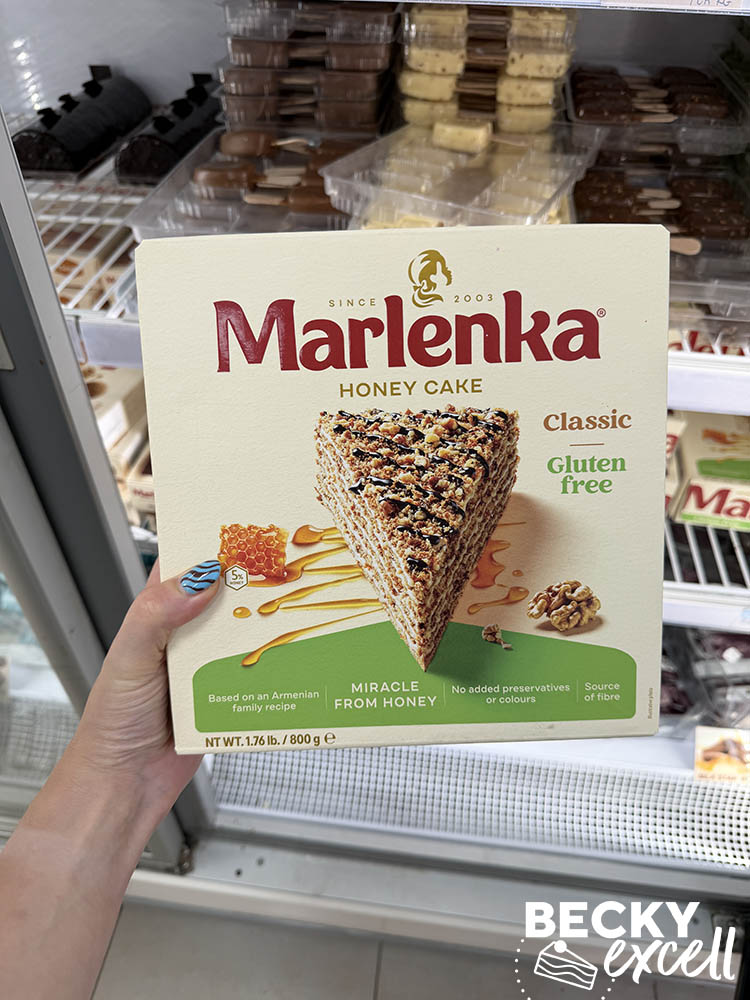 SINCE 2003
Marlenka®
HONEY CAKE
Classic
Gluten
free
5%
HONEY
Based on an Armenian
family recipe
MIRACLE
FROM HONEY
No added preservatives
or colours
Source
of fibre
NT WT. 1.76 lb. / 800 g ℮
Ma
BECKY
excell